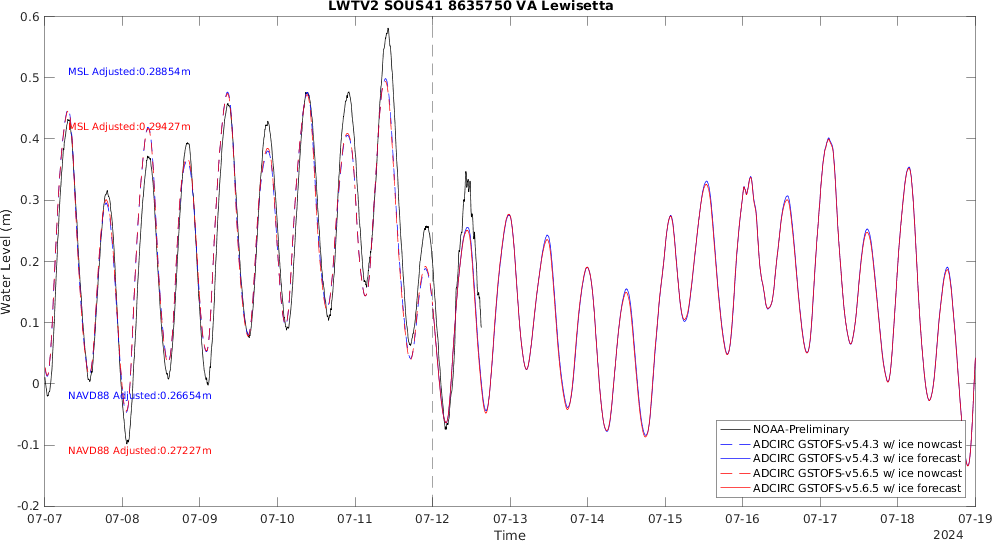 LWTV2 SOUS41 8635750 VA Lewisetta
0.6
0.5
0.4
0.3
0.2
0.1
0
-0.1
-0.2
Water Level (m)
MSL Adjusted:0.28854m
MSL Adjusted:0.29427m
NAVD88 Adjusted:0.26654m
NAVD88 Adjusted:0.27227m
NOAA-Preliminary
ADCIRC GSTOFS-v5.4.3 w/ ice nowcast
ADCIRC GSTOFS-v5.4.3 w/ ice forecast
ADCIRC GSTOFS-v5.6.5 w/ ice nowcast
ADCIRC GSTOFS-v5.6.5 w/ ice forecast
07-07 07-08 07-09 07-10 07-11 07-12 07-13 07-14 07-15 07-16 07-17 07-18 07-19
Time
2024